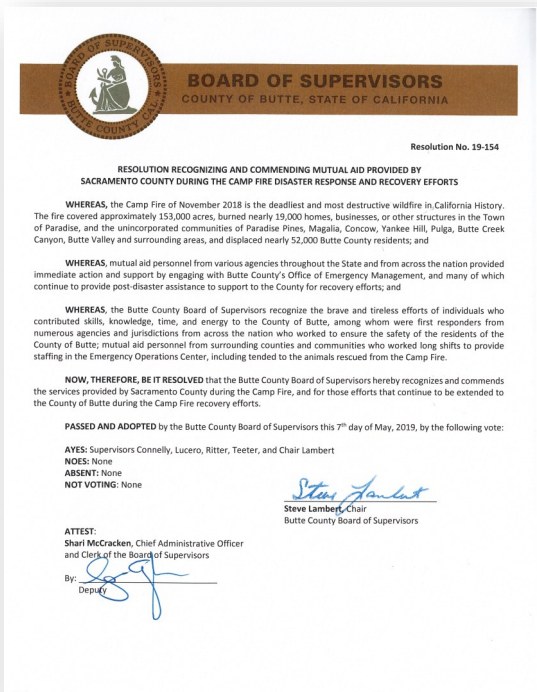 BOARD OF SUPERVISORS
BUTTE COUNTY CAL.
BOARD OF SUPERVISORS
COUNTY OF BUTTE, STATE OF CALIFORNIA
Resolution No. 19-154
RESOLUTION RECOGNIZING AND COMMENDING MUTUAL AID PROVIDED BY
SACRAMENTO COUNTY DURING THE CAMP FIRE DISASTER RESPONSE AND RECOVERY EFFORTS
WHEREAS, the Camp Fire of November 2018 is the deadliest and most destructive wildfire in California History.
The fire covered approximately 153,000 acres, burned nearly 19,000 homes, businesses, or other structures in the Town
of Paradise, and the unincorporated communities of Paradise Pines, Magalia, Concow, Yankee Hill, Pulga, Butte Creek
Canyon, Butte Valley and surrounding areas, and displaced nearly 52,000 Butte County residents; and
WHEREAS, mutual aid personnel from various agencies throughout the State and from across the nation provided
immediate action and support by engaging with Butte County's Office of Emergency Management, and many of which
continue to provide post-disaster assistance to support to the County for recovery efforts; and
WHEREAS, the Butte County Board of Supervisors recognize the brave and tireless efforts of individuals who
contributed skills, knowledge, time, and energy to the County of Butte, among whom were first responders from
numerous agencies and jurisdictions from across the nation who worked to ensure the safety of the residents of the
County of Butte; mutual aid personnel from surrounding counties and communities who worked long shifts to provide
staffing in the Emergency Operations Center, including tended to the animals rescued from the Camp Fire.
NOW, THEREFORE, BE IT RESOLVED that the Butte County Board of Supervisors hereby recognizes and commends
the services provided by Sacramento County during the Camp Fire, and for those efforts that continue to be extended to
the County of Butte during the Camp Fire recovery efforts.
PASSED AND ADOPTED by the Butte County Board of Supervisors this 7th day of May, 2019, by the following vote:
AYES: Supervisors Connelly, Lucero, Ritter, Teeter, and Chair Lambert
NOES: None
ABSENT: None
NOT VOTING: None
Steve Lambert
Steve Lambert, Chair
Butte County Board of Supervisors
ATTEST:
Shari McCracken, Chief Administrative Officer
and Clerk of the Board of Supervisors
By:
Deputy